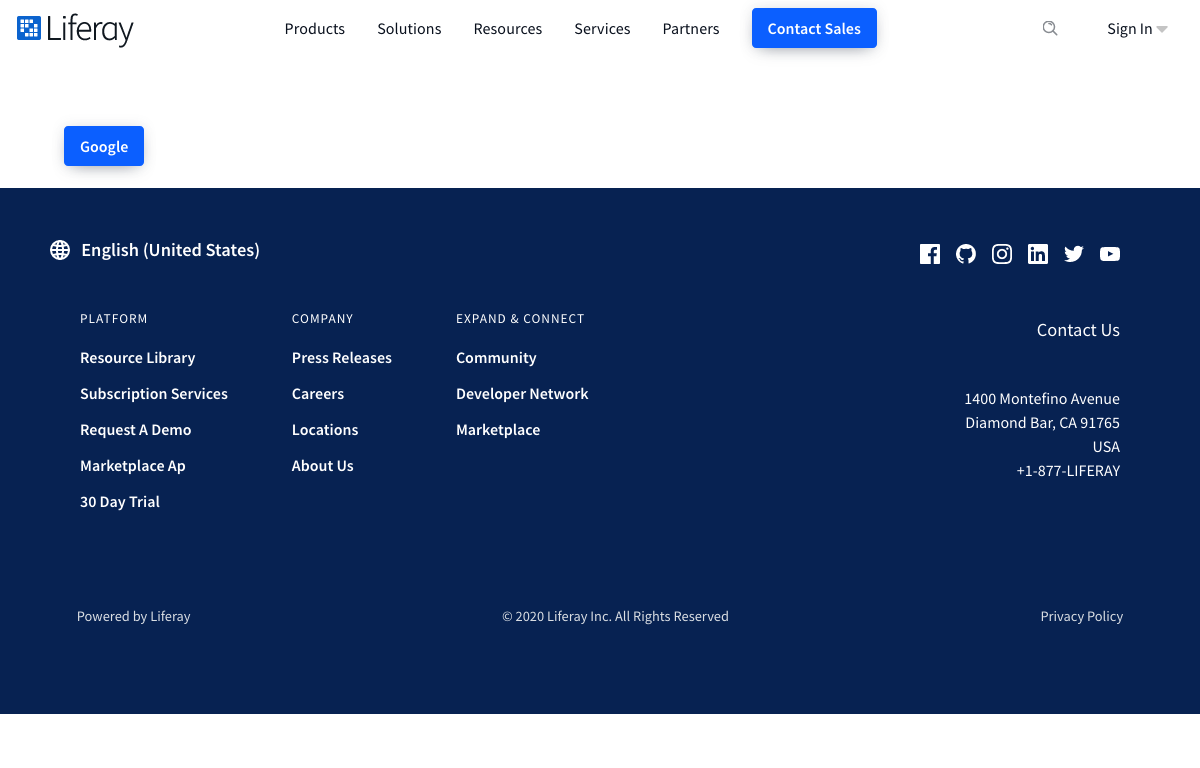 Liferay
Products Solutions Resources Services Partners Contact Sales Sign In
Google
English (United States)
PLATFORM
Resource Library
Subscription Services
Request A Demo
Marketplace Ap
30 Day Trial
COMPANY
Press Releases
Careers
Locations
About Us
EXPAND & CONNECT
Community
Developer Network
Marketplace
Contact Us
1400 Montefino Avenue
Diamond Bar, CA 91765
USA
+1-877-LIFERAY
Powered by Liferay
© 2020 Liferay Inc. All Rights Reserved
Privacy Policy